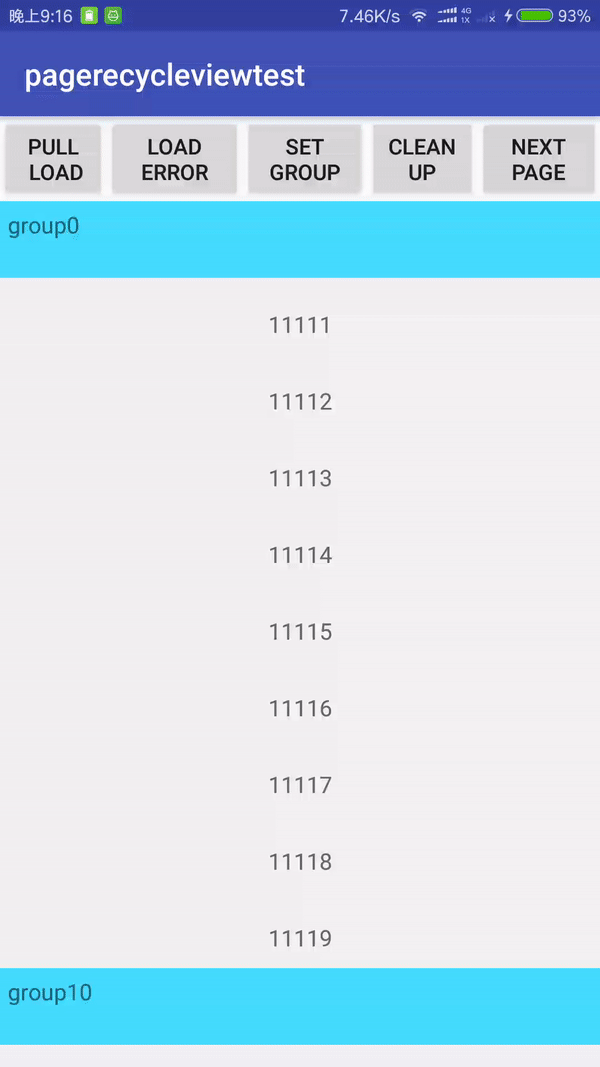 晚上9:16 7.46K/s 4G 1X 93%
pagerecycleviewtest
PULL LOAD
LOAD ERROR
SET GROUP
CLEAN UP
NEXT PAGE
group0
11111
11112
11113
11114
11115
11116
11117
11118
11119
group10